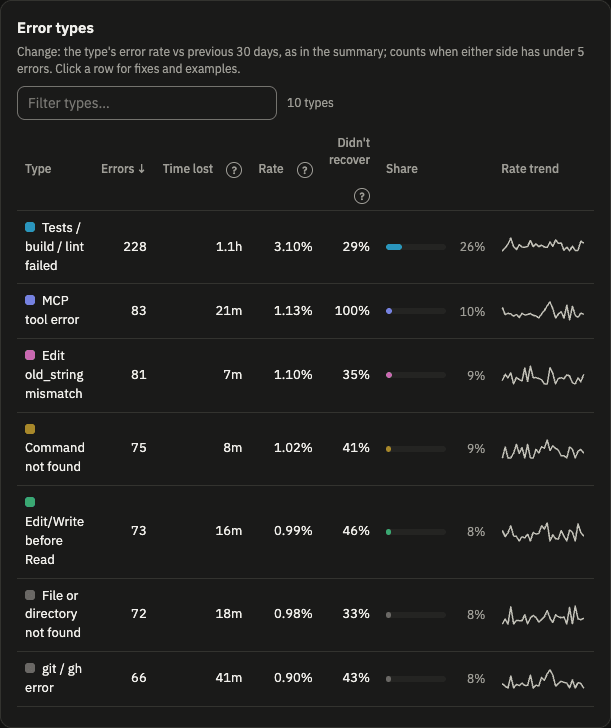 Error types
Change: the type's error rate vs previous 30 days, as in the summary; counts when either side has under 5
errors. Click a row for fixes and examples.
Filter types...
10 types
Type
Errors ↓
Time lost ?
Rate ?
Didn't
recover
?
Share
Rate trend
Tests /
build / lint
failed
228
1.1h
3.10%
29%
26%
MCP
tool error
83
21m
1.13%
100%
10%
Edit
old_string
mismatch
81
7m
1.10%
35%
9%
Command
not found
75
8m
1.02%
41%
9%
Edit/Write
before
Read
73
16m
0.99%
46%
8%
File or
directory
not found
72
18m
0.98%
33%
8%
git / gh
error
66
41m
0.90%
43%
8%